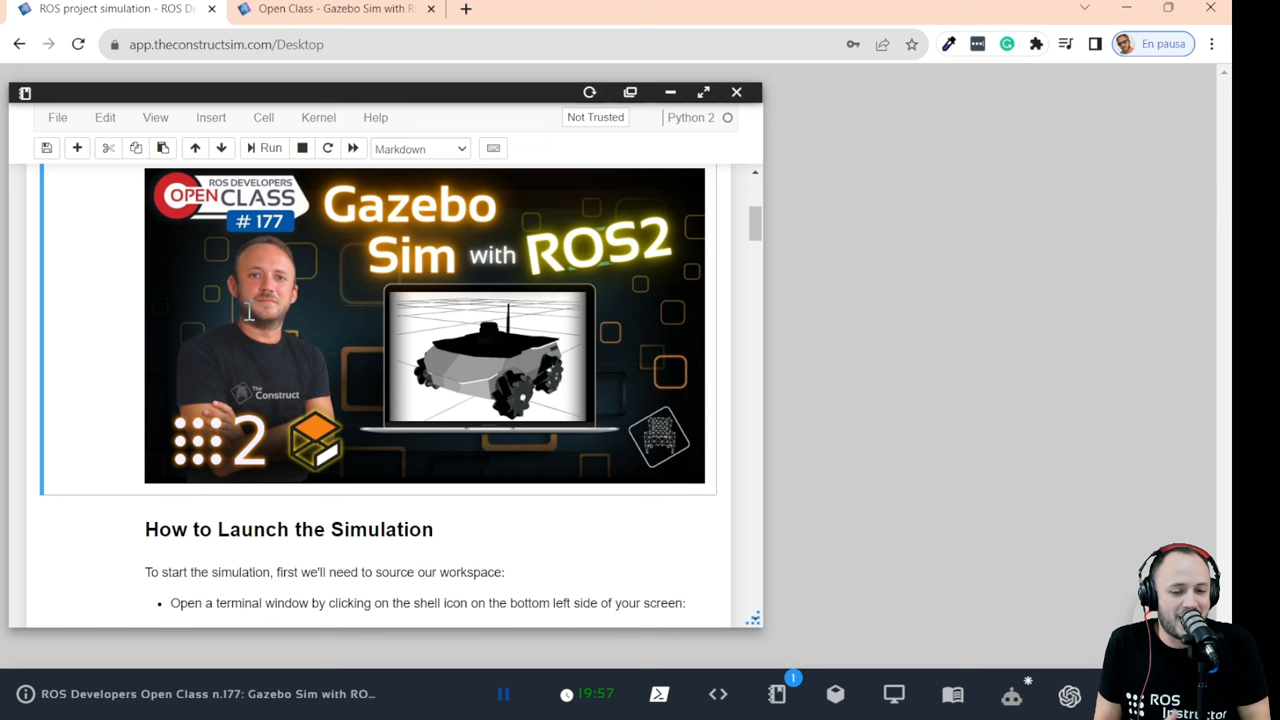 ROS project simulation - ROS De
Open Class - Gazebo Sim with R
app.theconstructsim.com/Desktop
En pausa
File Edit View Insert Cell Kernel Help
Not Trusted
Python 2
Run
Markdown
ROS DEVELOPERS
OPEN CLASS
# 177
Gazebo
Sim with ROS2
The Construct
2
How to Launch the Simulation
To start the simulation, first we'll need to source our workspace:
• Open a terminal window by clicking on the shell icon on the bottom left side of your screen:
ROS Developers Open Class n.177: Gazebo Sim with RO...
19:57
1
ROS
Instructor